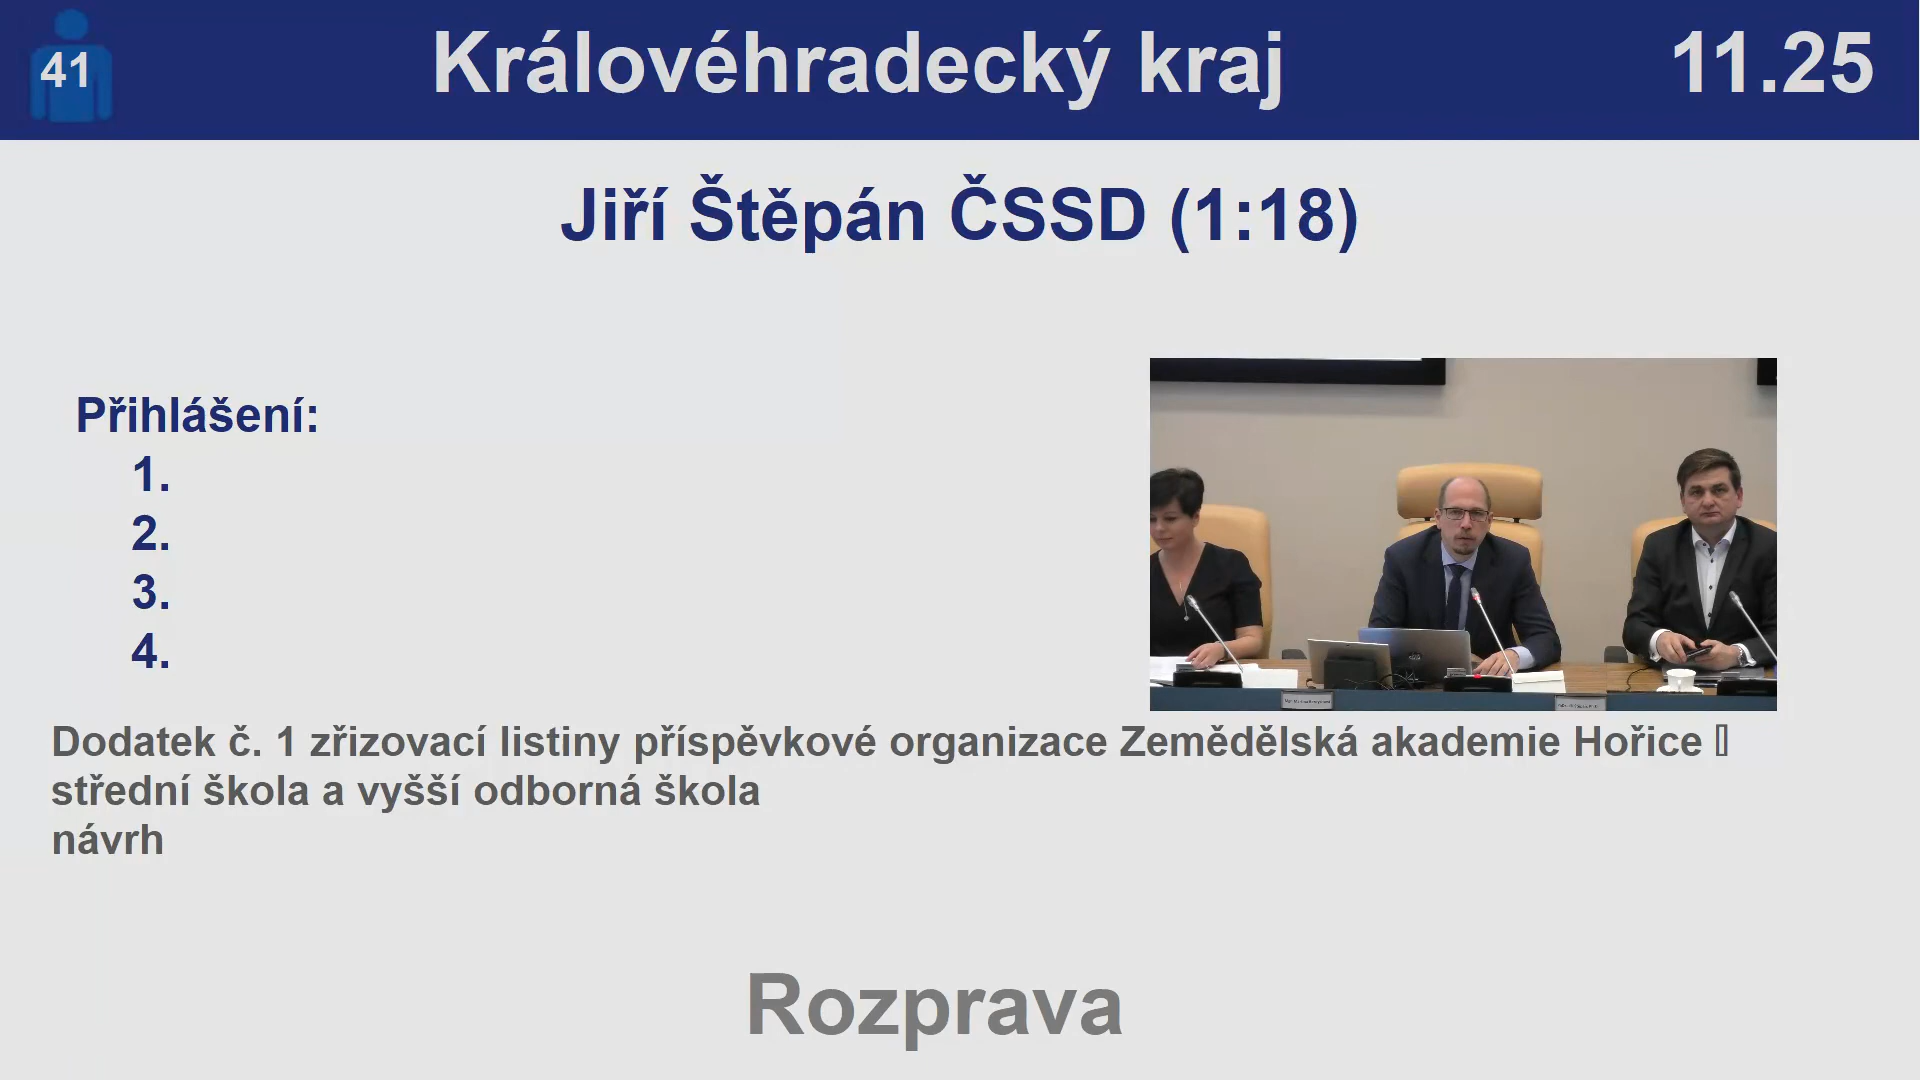 41
Královéhradecký kraj
11.25
Jiří Štěpán ČSSD (1:18)
Přihlášení:
1.
2.
3.
4.
Dodatek č. 1 zřizovací listiny příspěvkové organizace Zemědělská akademie Hořice
střední škola a vyšší odborná škola
návrh
Rozprava